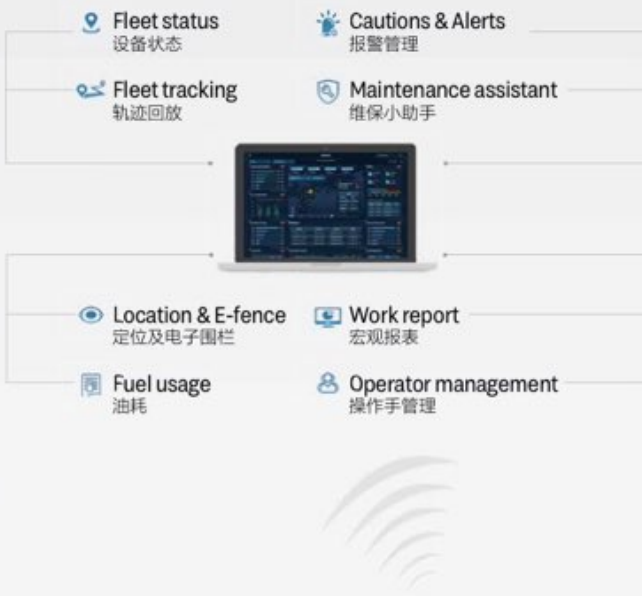 Fleet status
设备状态
Cautions & Alerts
报警管理
Fleet tracking
轨迹回放
Maintenance assistant
维保小助手
Location & E-fence
定位及电子围栏
Work report
宏观报表
Fuel usage
油耗
Operator management
操作手管理